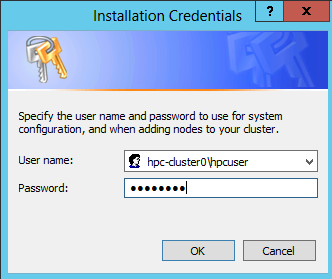 Installation Credentials
Specify the user name and password to use for system
configuration, and when adding nodes to your cluster.
User name: hpc-cluster0\hpcuser
Password: ●●●●●●●●
OK Cancel